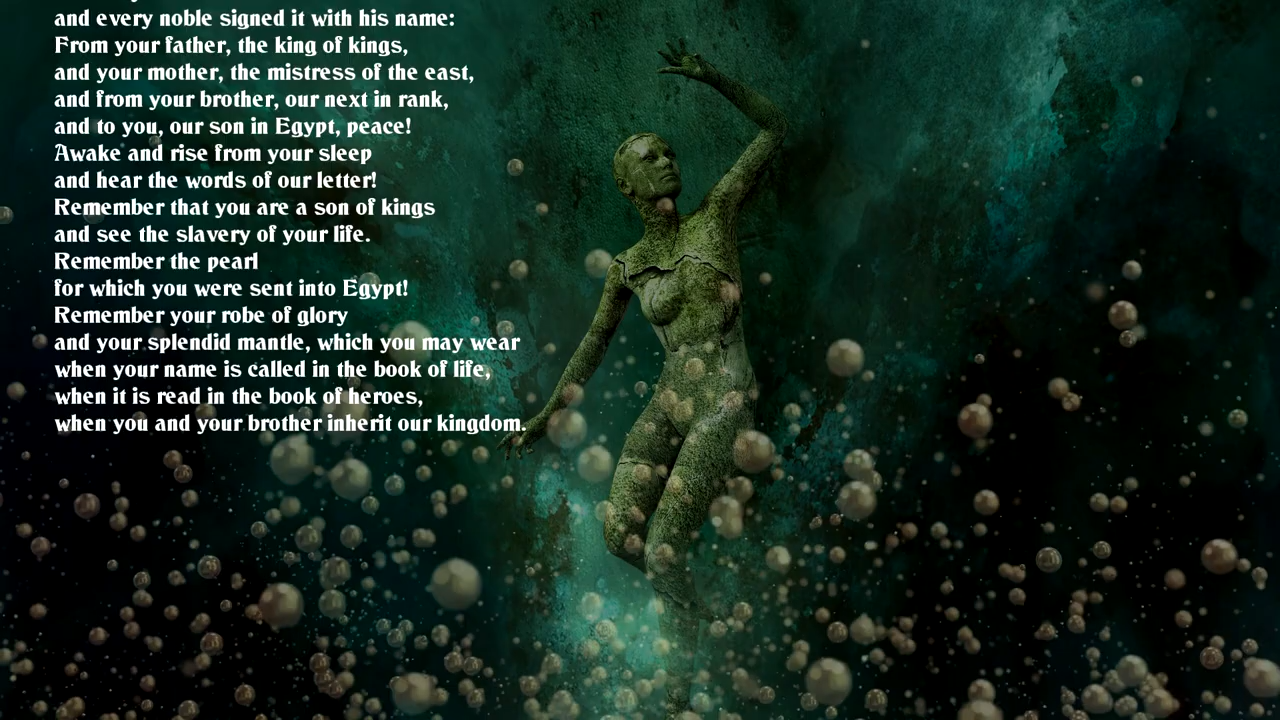 and every noble signed it with his name:
From your father, the king of kings,
and your mother, the mistress of the east,
and from your brother, our next in rank,
and to you, our son in Egypt, peace!
Awake and rise from your sleep
and hear the words of our letter!
Remember that you are a son of kings
and see the slavery of your life.
Remember the pearl
for which you were sent into Egypt!
Remember your robe of glory
and your splendid mantle, which you may wear
when your name is called in the book of life,
when it is read in the book of heroes,
when you and your brother inherit our kingdom.